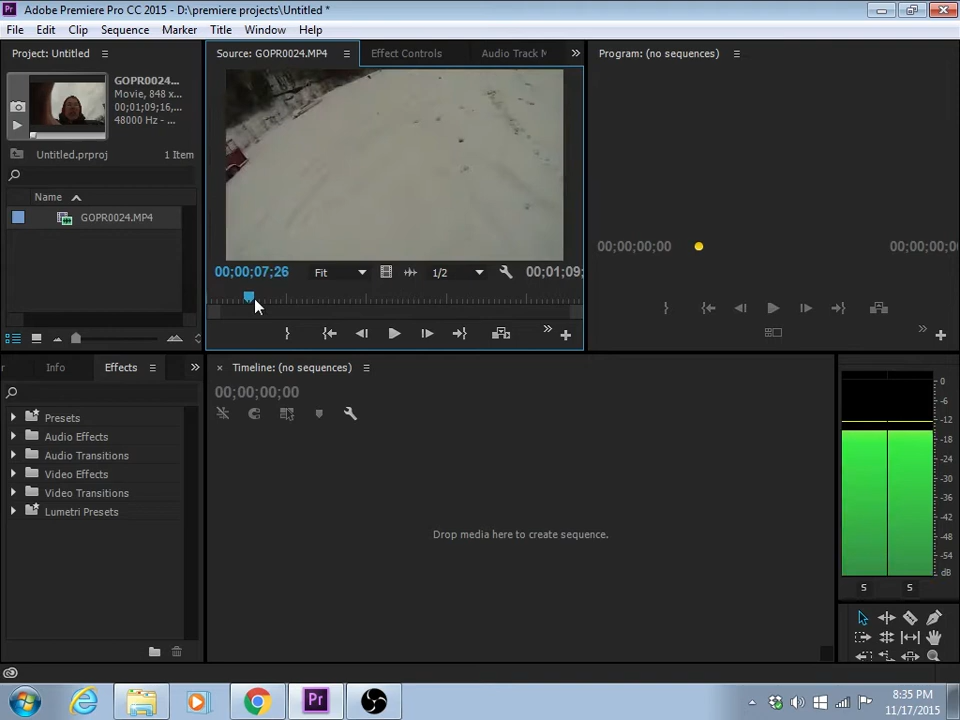 Pr Adobe Premiere Pro CC 2015 - D:\premiere projects\Untitled *
File Edit Clip Sequence Marker Title Window Help
Project: Untitled
Source: GOPR0024.MP4
Effect Controls
Audio Track M
Program: (no sequences)
GOPR0024...
Movie, 848 x...
00;01;09;16,...
48000 Hz - ...
Untitled.prproj 1 Item
Name
GOPR0024.MP4
00;00;07;26 Fit 1/2 00;01;09;
00;00;00;00 00;00;00;0
Info Effects
Presets
Audio Effects
Audio Transitions
Video Effects
Video Transitions
Lumetri Presets
× Timeline: (no sequences)
00;00;00;00
Drop media here to create sequence.
0
-6
-12
-18
-24
-30
-36
-42
-48
-54
dB
S S
Pr
8:35 PM
11/17/2015